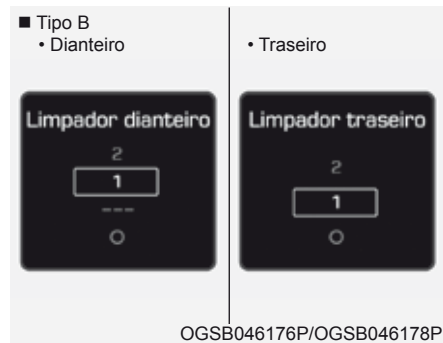 ■ Tipo B
• Dianteiro
• Traseiro
Limpador dianteiro
2
1
---
O
Limpador traseiro
2
1
O
OGSB046176P/OGSB046178P